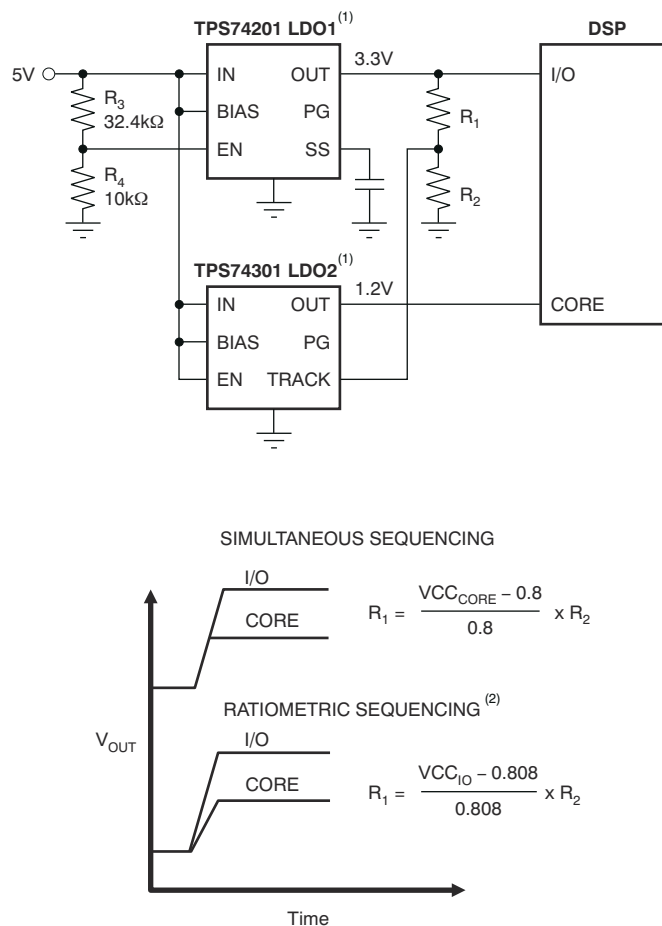 TPS74201 LDO1(1)
DSP
5V
IN
OUT
3.3V
I/O
R3
32.4kΩ
BIAS
PG
R1
EN
SS
R4
10kΩ
R2
TPS74301 LDO2(1)
IN
OUT
1.2V
CORE
BIAS
PG
EN
TRACK
SIMULTANEOUS SEQUENCING
I/O
CORE
R1 = VCCCORE – 0.8 / 0.8 x R2
RATIOMETRIC SEQUENCING (2)
VOUT
I/O
CORE
R1 = VCCIO – 0.808 / 0.808 x R2
Time